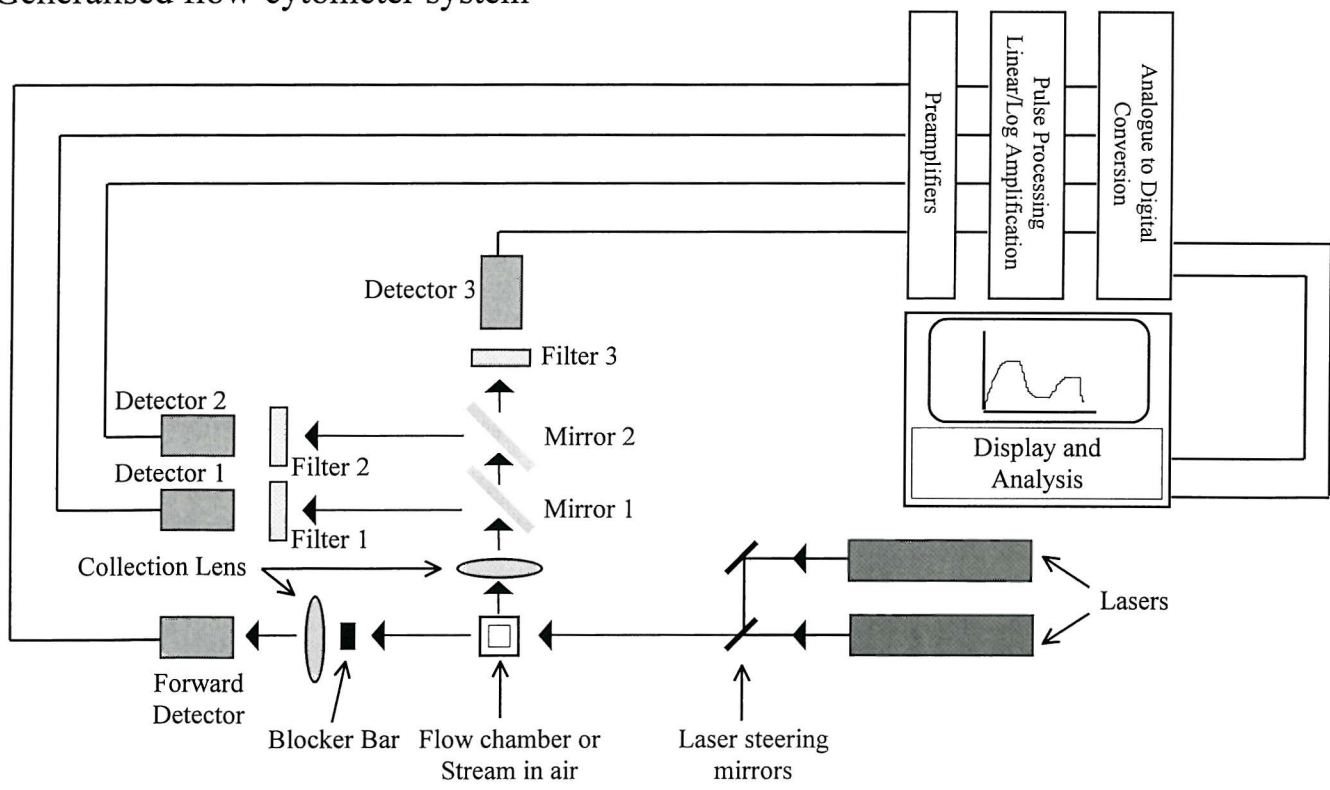 Generalised flow cytometer system
Preamplifiers
Pulse Processing
Linear/Log Amplification
Analogue to Digital
Conversion
Detector 3
Filter 3
Detector 2
Mirror 2
Filter 2
Detector 1
Mirror 1
Filter 1
Display and
Analysis
Collection Lens
Lasers
Forward
Detector
Blocker Bar
Flow chamber or
Stream in air
Laser steering
mirrors